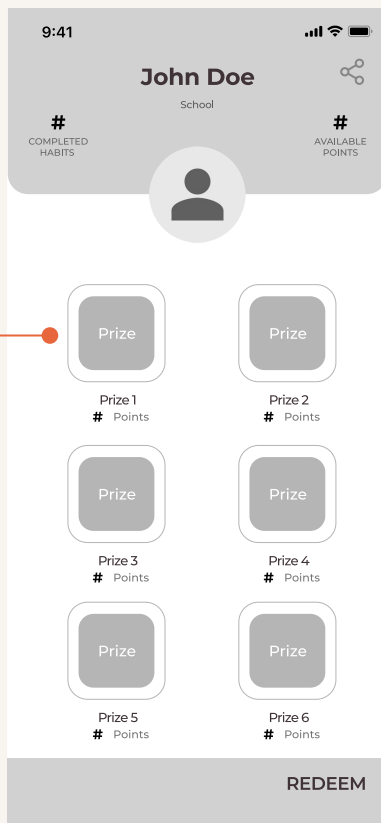 9:41
John Doe
School
# #
COMPLETED HABITS
AVAILABLE POINTS
Prize Prize
Prize 1 Prize 2
# Points # Points
Prize Prize
Prize 3 Prize 4
# Points # Points
Prize Prize
Prize 5 Prize 6
# Points # Points
REDEEM